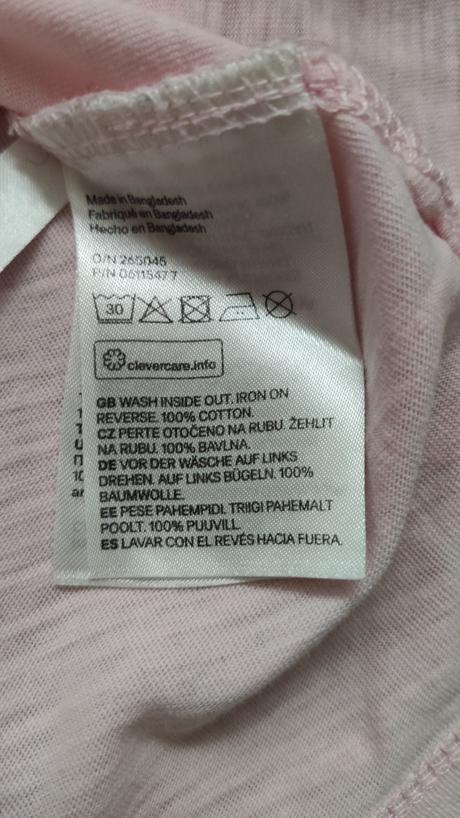 Made in Bangladesh
Fabriqué en Bangladesh
Hecho en Bangladesh
O/N 265045
P/N 06115477
30
clevercare.info
GB WASH INSIDE OUT. IRON ON
REVERSE. 100% COTTON.
CZ PERTE OTOČENO NA RUBU. ŽEHLIT
NA RUBU. 100% BAVLNA.
DE VOR DER WÄSCHE AUF LINKS
DREHEN. AUF LINKS BÜGELN. 100%
BAUMWOLLE.
EE PESE PAHEMPIDI. TRIIGI PAHEMALT
POOLT. 100% PUUVILL.
ES LAVAR CON EL REVÉS HACIA FUERA.